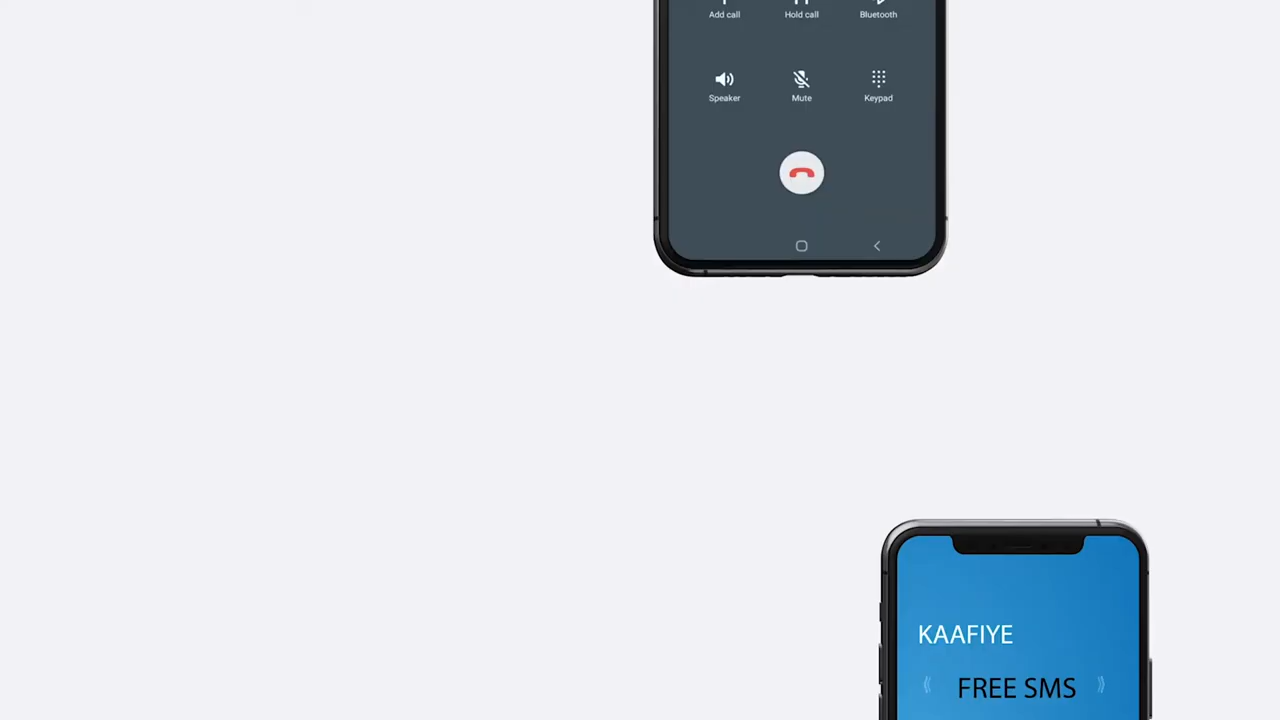 Add call Hold call Bluetooth
Speaker Mute Keypad
KAAFIYE
FREE SMS